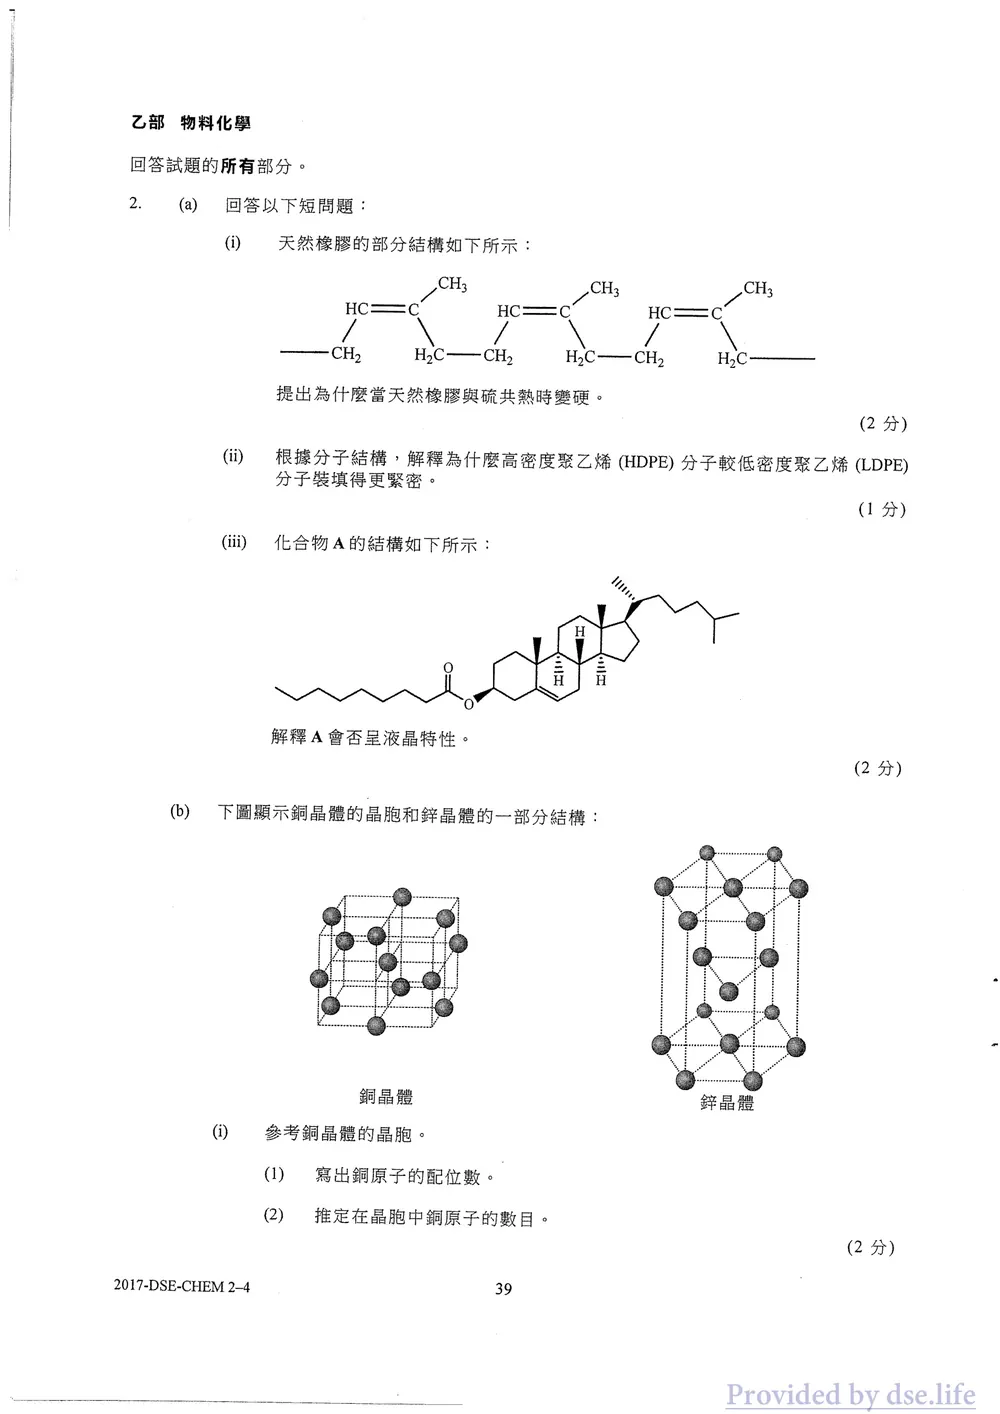 乙部 物料化學
回答試題的所有部分。
2. (a) 回答以下短問題：
(i) 天然橡膠的部分結構如下所示：
CH3 CH3 CH3
HC C HC C HC C
CH2 H2C CH2 H2C CH2 H2C
提出為什麼當天然橡膠與硫共熱時變硬。
(2 分)
(ii) 根據分子結構，解釋為什麼高密度聚乙烯 (HDPE) 分子較低密度聚乙烯 (LDPE)
分子裝填得更緊密。
(1 分)
(iii) 化合物 A 的結構如下所示：
H
O H H
O
解釋 A 會否呈液晶特性。
(2 分)
(b) 下圖顯示銅晶體的晶胞和鋅晶體的一部分結構：
銅晶體 鋅晶體
(i) 參考銅晶體的晶胞。
(1) 寫出銅原子的配位數。
(2) 推定在晶胞中銅原子的數目。
(2 分)
2017-DSE-CHEM 2–4 39
Provided by dse.life